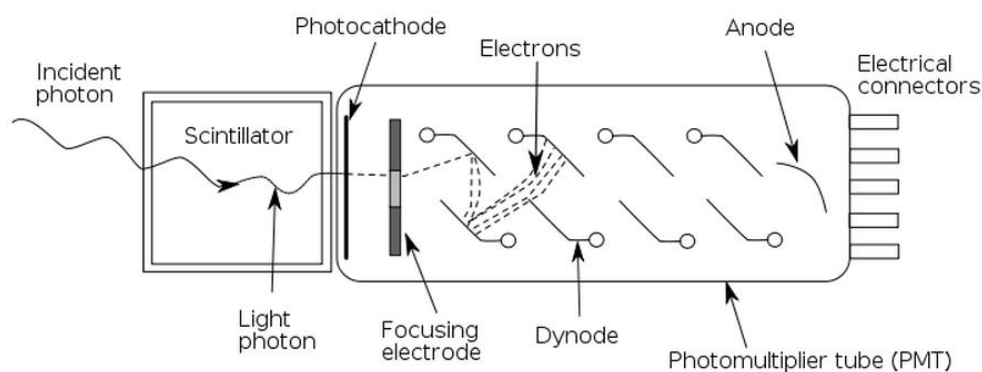 Photocathode
Anode
Electrons
Incident
photon
Electrical
connectors
Scintillator
Light
photon
Focusing
electrode
Dynode
Photomultiplier tube (PMT)